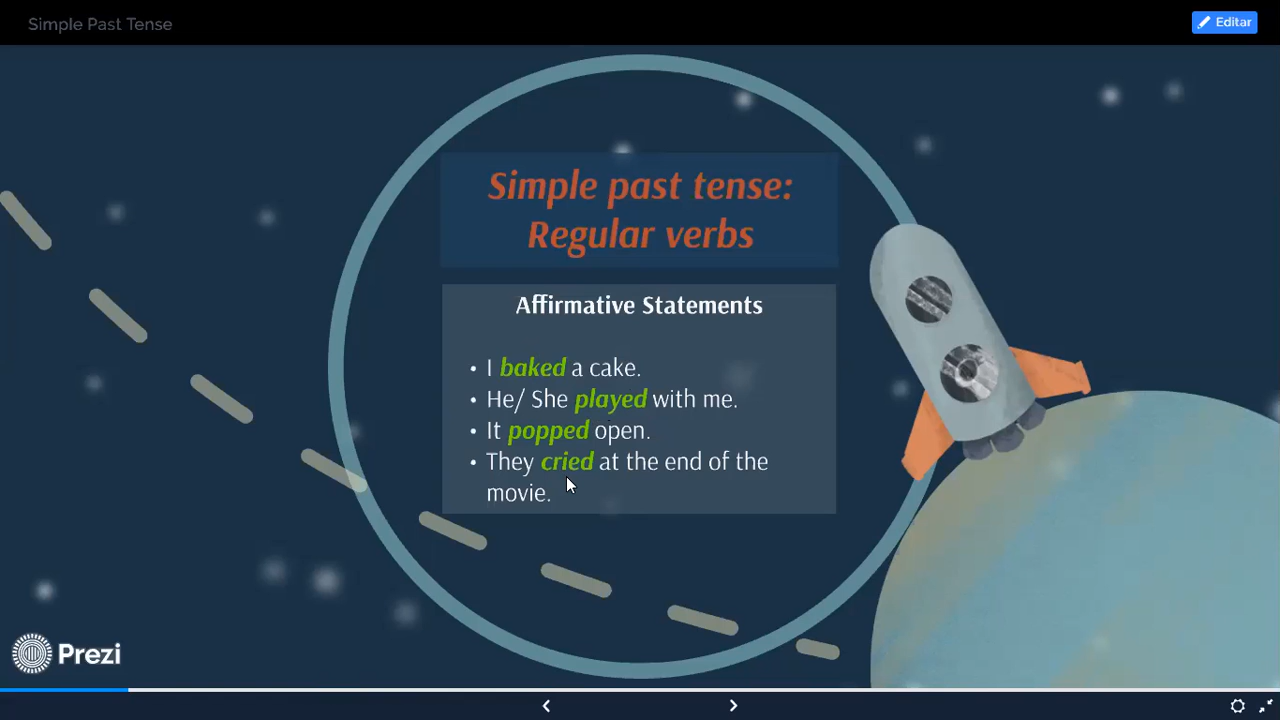 Simple Past Tense
Editar
Simple past tense:
Regular verbs
Affirmative Statements
• I baked a cake.
• He/ She played with me.
• It popped open.
• They cried at the end of the
movie.
Prezi